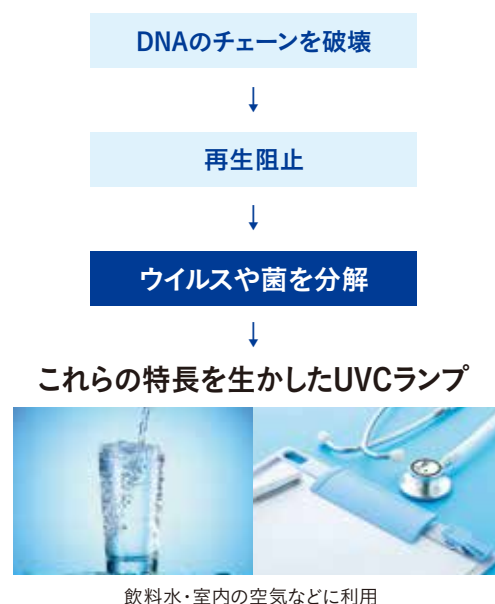 DNAのチェーンを破壊
↓
再生阻止
↓
ウイルスや菌を分解
↓
これらの特長を生かしたUVCランプ
飲料水・室内の空気などに利用